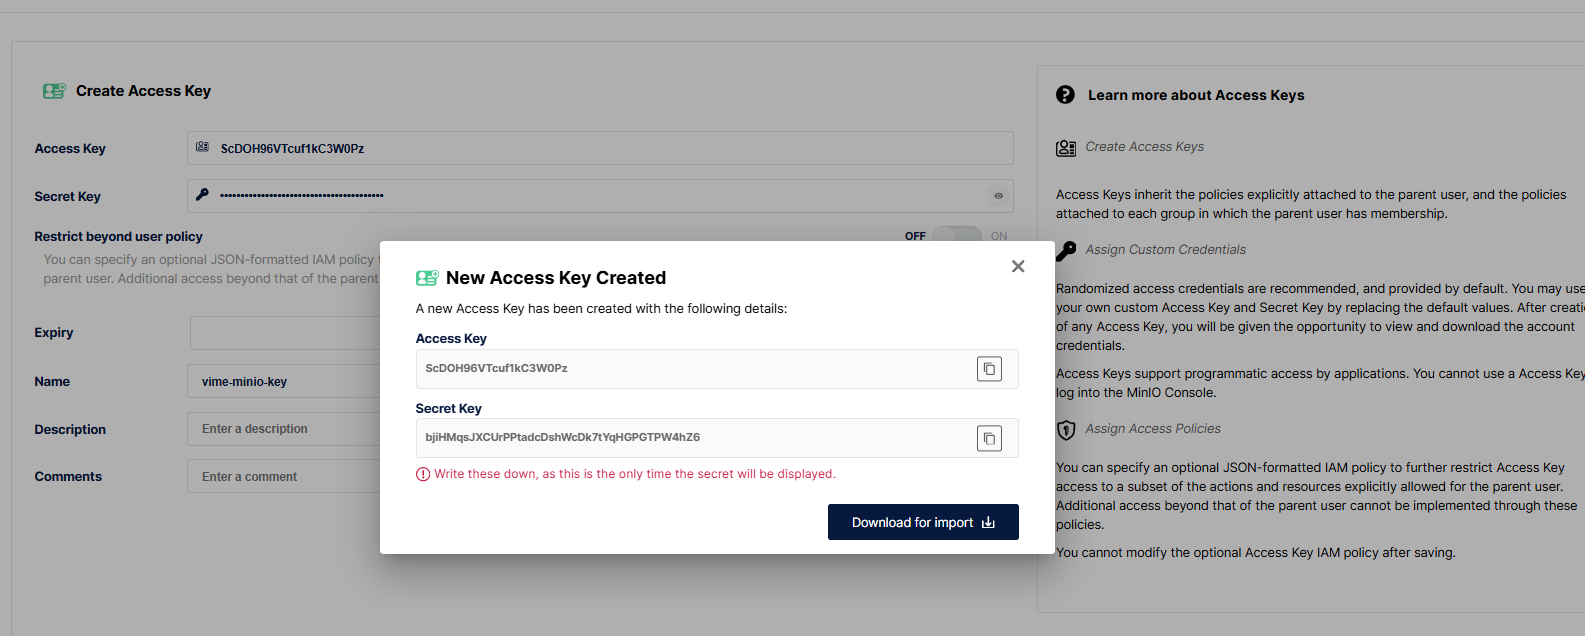 Create Access Key
Access Key
ScDOH96VTcuf1kC3W0Pz
Secret Key
••••••••••••••••••••••••••••••••••••••••
Restrict beyond user policy
OFF
ON
You can specify an optional JSON-formatted IAM policy
parent user. Additional access beyond that of the parent
Expiry
Name
vime-minio-key
Description
Enter a description
Comments
Enter a comment
New Access Key Created
A new Access Key has been created with the following details:
Access Key
ScDOH96VTcuf1kC3W0Pz
Secret Key
bjiHMqsJXCUrPPtadcDshWcDk7tYqHGPGTPW4hZ6
Write these down, as this is the only time the secret will be displayed.
Download for import
Learn more about Access Keys
Create Access Keys
Access Keys inherit the policies explicitly attached to the parent user, and the policies
attached to each group in which the parent user has membership.
Assign Custom Credentials
Randomized access credentials are recommended, and provided by default. You may use
your own custom Access Key and Secret Key by replacing the default values. After creati
of any Access Key, you will be given the opportunity to view and download the account
credentials.
Access Keys support programmatic access by applications. You cannot use a Access Key
log into the MinIO Console.
Assign Access Policies
You can specify an optional JSON-formatted IAM policy to further restrict Access Key
access to a subset of the actions and resources explicitly allowed for the parent user.
Additional access beyond that of the parent user cannot be implemented through these
policies.
You cannot modify the optional Access Key IAM policy after saving.